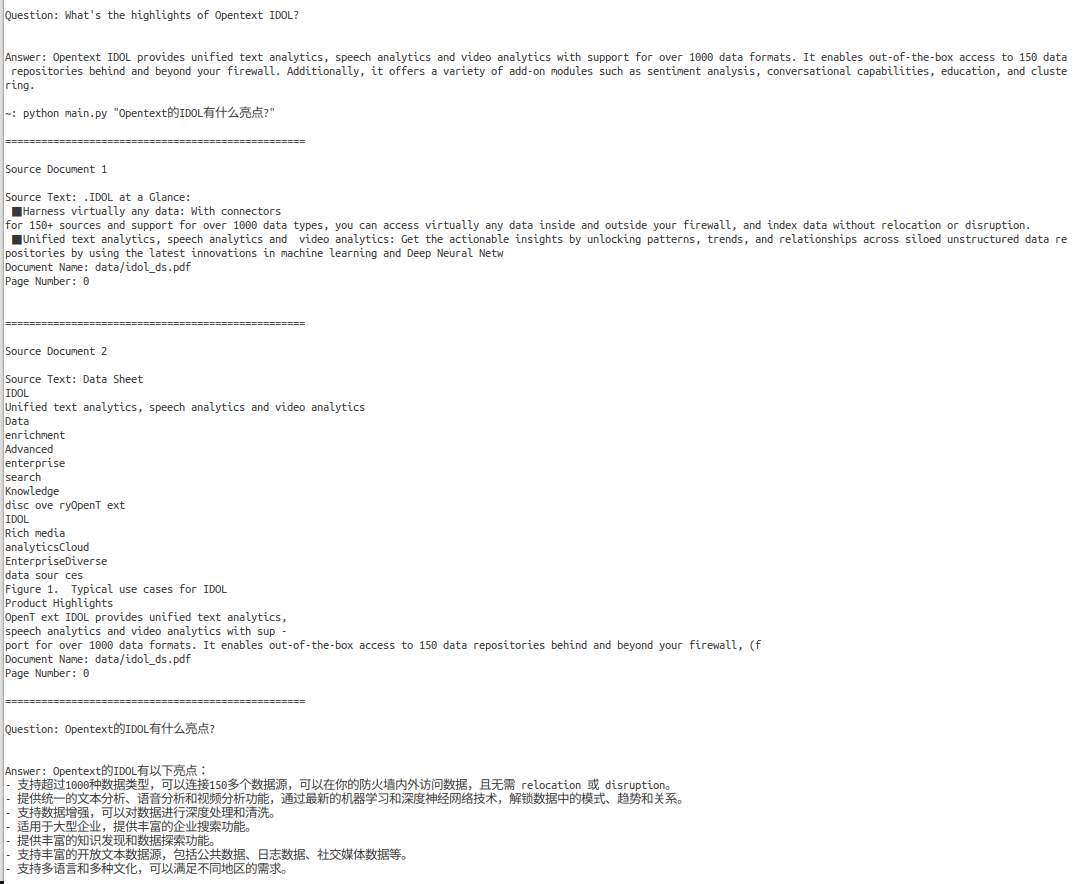 Question: What's the highlights of Opentext IDOL?
Answer: Opentext IDOL provides unified text analytics, speech analytics and video analytics with support for over 1000 data formats. It enables out-of-the-box access to 150 data
repositories behind and beyond your firewall. Additionally, it offers a variety of add-on modules such as sentiment analysis, conversational capabilities, education, and cluste
ring.
~: python main.py "Opentext的IDOL有什么亮点?"
==================================================
Source Document 1
Source Text: .IDOL at a Glance:
■Harness virtually any data: With connectors
for 150+ sources and support for over 1000 data types, you can access virtually any data inside and outside your firewall, and index data without relocation or disruption.
■Unified text analytics, speech analytics and  video analytics: Get the actionable insights by unlocking patterns, trends, and relationships across siloed unstructured data re
positories by using the latest innovations in machine learning and Deep Neural Netw
Document Name: data/idol_ds.pdf
Page Number: 0
==================================================
Source Document 2
Source Text: Data Sheet
IDOL
Unified text analytics, speech analytics and video analytics
Data
enrichment
Advanced
enterprise
search
Knowledge
disc ove ryOpenT ext
IDOL
Rich media
analyticsCloud
EnterpriseDiverse
data sour ces
Figure 1.  Typical use cases for IDOL
Product Highlights
OpenT ext IDOL provides unified text analytics,
speech analytics and video analytics with sup -
port for over 1000 data formats. It enables out-of-the-box access to 150 data repositories behind and beyond your firewall, (f
Document Name: data/idol_ds.pdf
Page Number: 0
==================================================
Question: Opentext的IDOL有什么亮点?
Answer: Opentext的IDOL有以下亮点：
- 支持超过1000种数据类型，可以连接150多个数据源，可以在你的防火墙内外访问数据，且无需 relocation 或 disruption。
- 提供统一的文本分析、语音分析和视频分析功能，通过最新的机器学习和深度神经网络技术，解锁数据中的模式、趋势和关系。
- 支持数据增强，可以对数据进行深度处理和清洗。
- 适用于大型企业，提供丰富的企业搜索功能。
- 提供丰富的知识发现和数据探索功能。
- 支持丰富的开放文本数据源，包括公共数据、日志数据、社交媒体数据等。
- 支持多语言和多种文化，可以满足不同地区的需求。